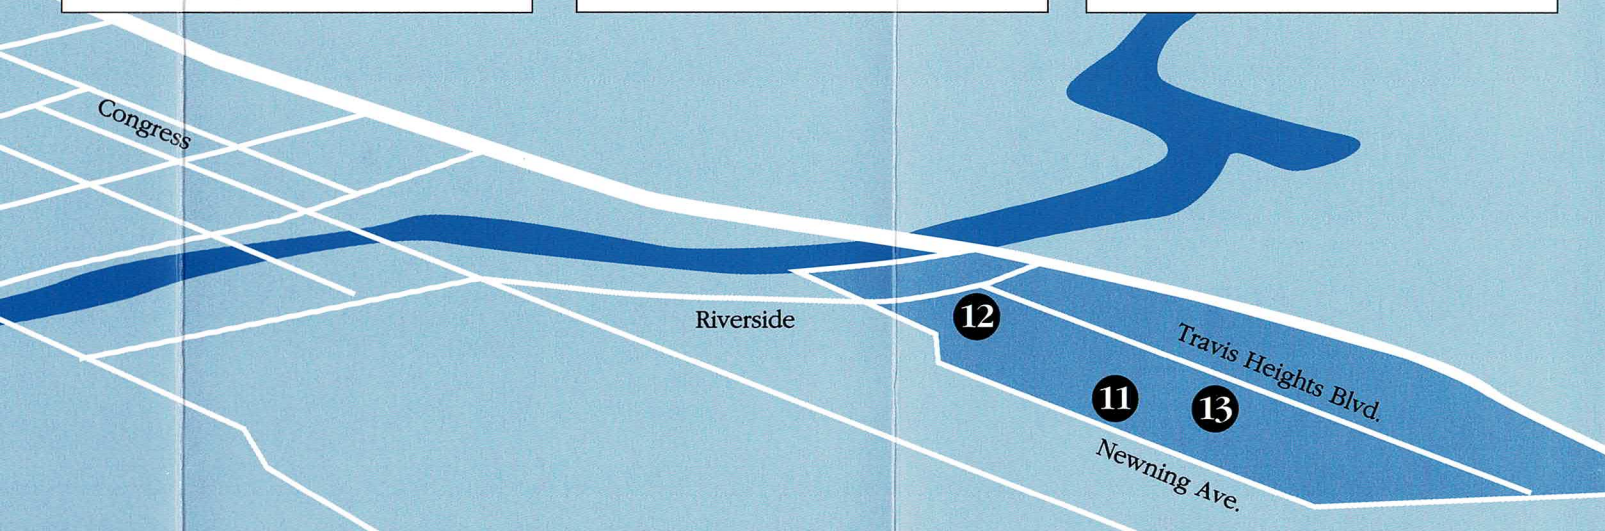 Congress
Riverside
12
Travis Heights Blvd.
11
13
Newning Ave.